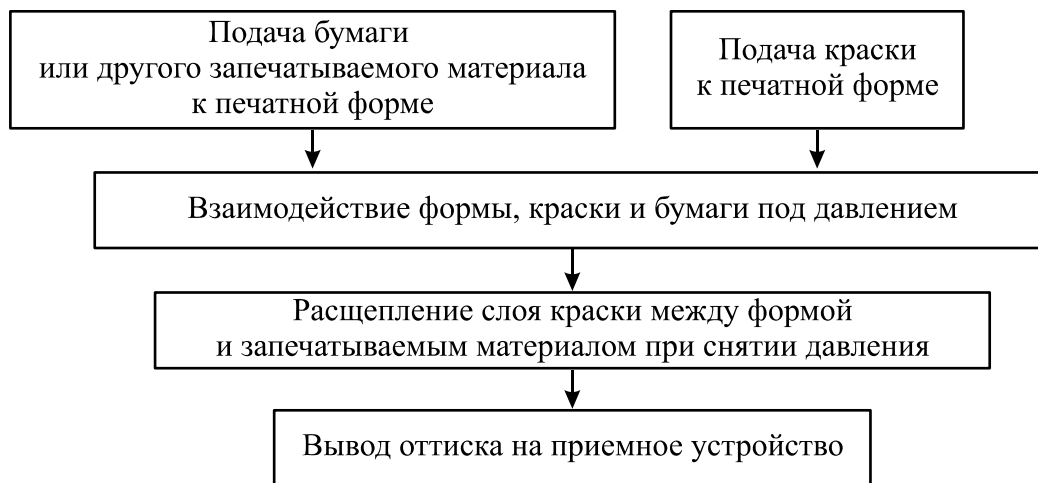 Подача бумаги
или другого запечатываемого материала
к печатной форме
Подача краски
к печатной форме
Взаимодействие формы, краски и бумаги под давлением
Расщепление слоя краски между формой
и запечатываемым материалом при снятии давления
Вывод оттиска на приемное устройство